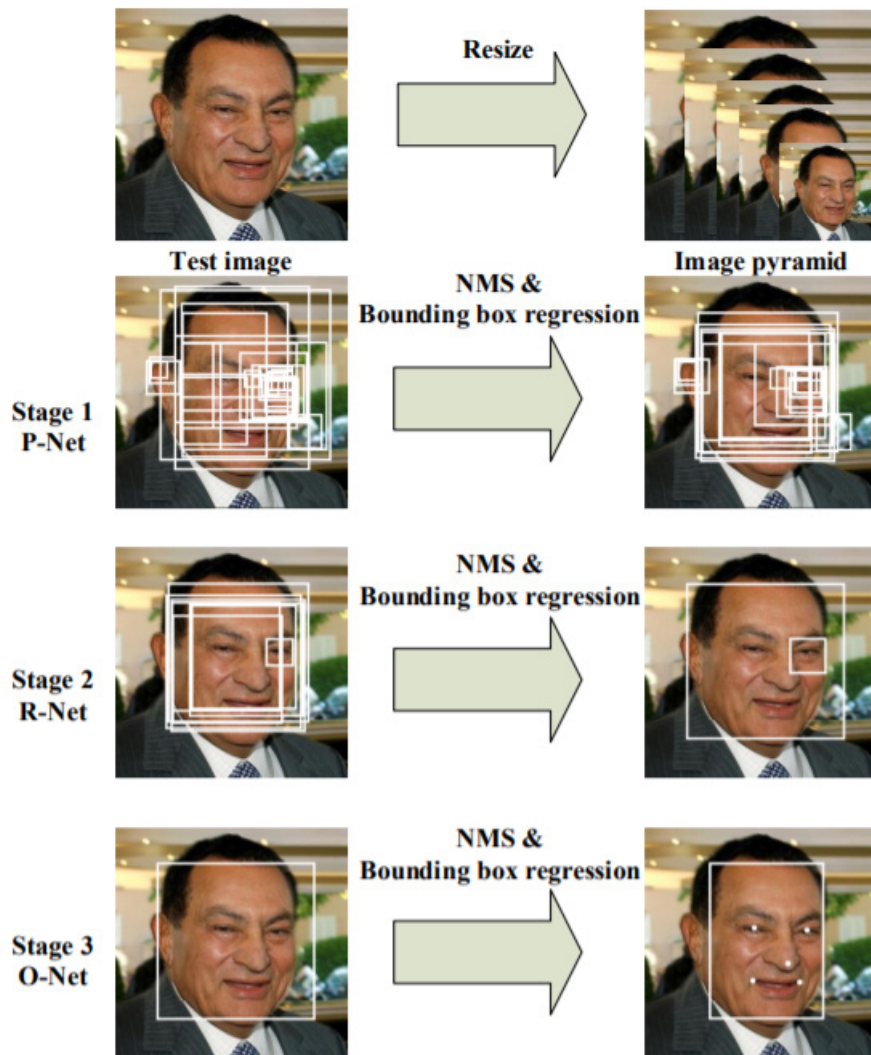 Resize
Test image
Image pyramid
NMS &
Bounding box regression
Stage 1
P-Net
NMS &
Bounding box regression
Stage 2
R-Net
NMS &
Bounding box regression
Stage 3
O-Net